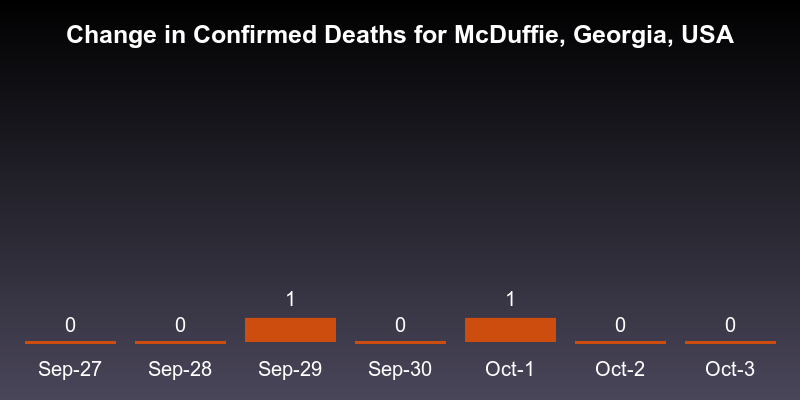 Change in Confirmed Deaths for McDuffie, Georgia, USA
0 0 1 0 1 0 0
Sep-27 Sep-28 Sep-29 Sep-30 Oct-1 Oct-2 Oct-3